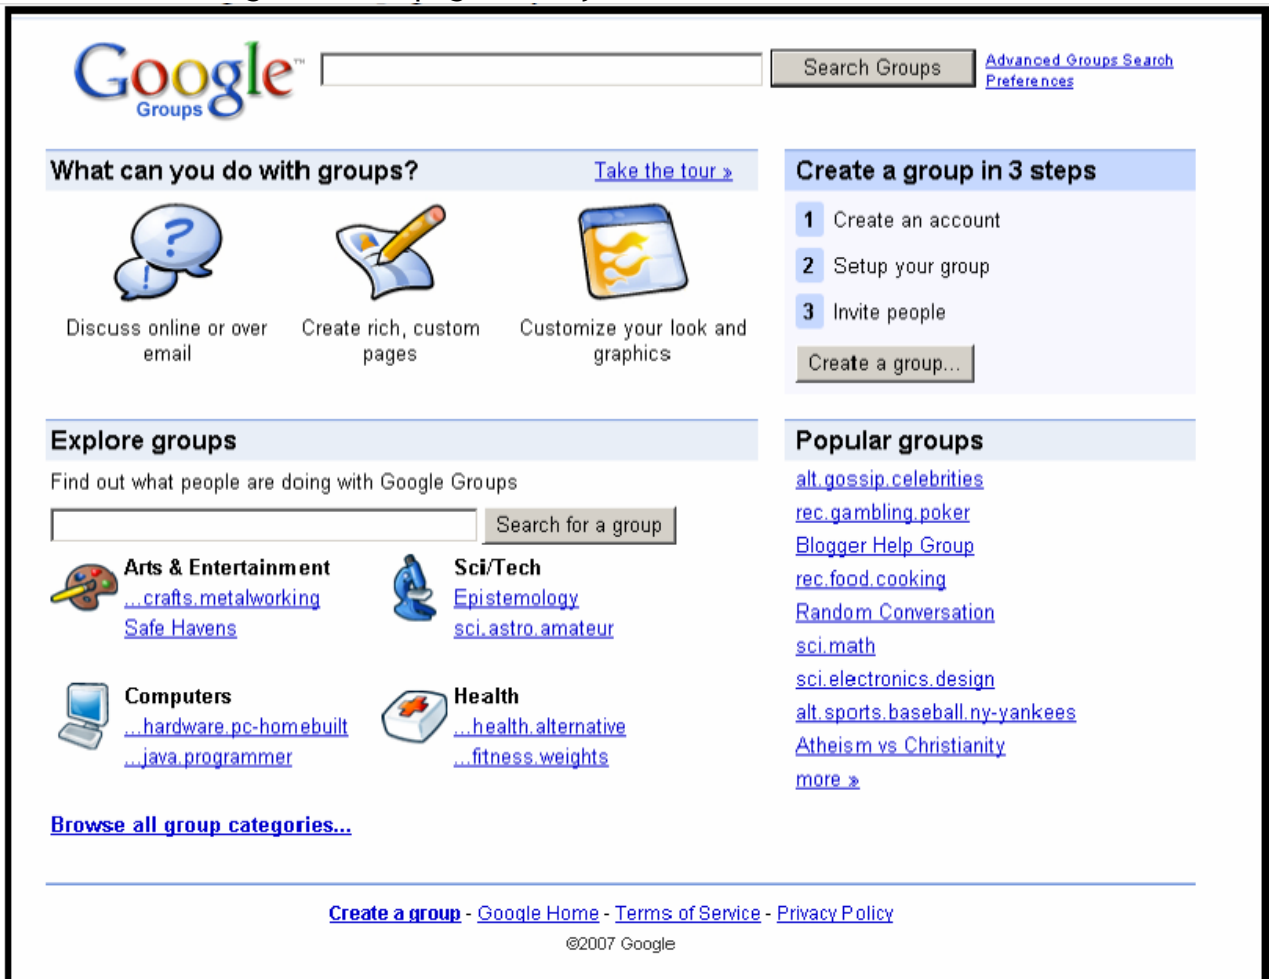 Google™
Groups
Search Groups
Advanced Groups Search
Preferences
What can you do with groups?
Take the tour »
Discuss online or over
email
Create rich, custom
pages
Customize your look and
graphics
Create a group in 3 steps
1 Create an account
2 Setup your group
3 Invite people
Create a group...
Explore groups
Find out what people are doing with Google Groups
Search for a group
Arts & Entertainment
...crafts.metalworking
Safe Havens
Sci/Tech
Epistemology
sci.astro.amateur
Computers
...hardware.pc-homebuilt
...java.programmer
Health
...health.alternative
...fitness.weights
Browse all group categories...
Popular groups
alt.gossip.celebrities
rec.gambling.poker
Blogger Help Group
rec.food.cooking
Random Conversation
sci.math
sci.electronics.design
alt.sports.baseball.ny-yankees
Atheism vs Christianity
more »
Create a group - Google Home - Terms of Service - Privacy Policy
©2007 Google